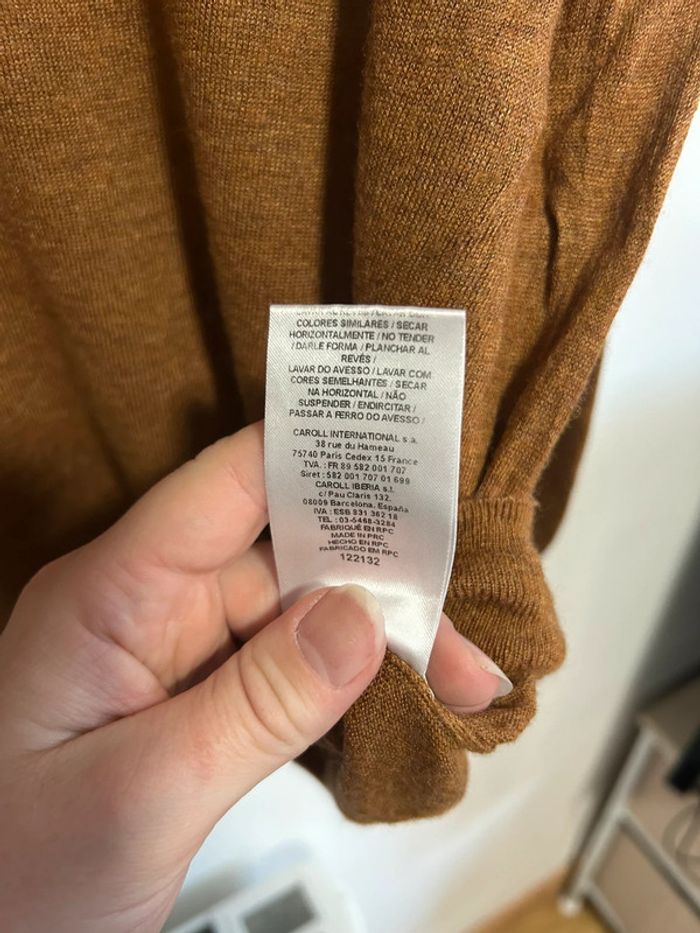 COLORES SIMILARES / SECAR
HORIZONTALMENTE / NO TENDER
/ DARLE FORMA / PLANCHAR AL
REVÉS /
LAVAR DO AVESSO / LAVAR COM
CORES SEMELHANTES / SECAR
NA HORIZONTAL / NÃO
SUSPENDER / ENDIRCITAR /
PASSAR A FERRO DO AVESSO /
CAROLL INTERNATIONAL s.a.
38 rue du Hameau
75740 Paris Cedex 15 France
TVA. : FR 89 582 001 707
Siret : 582 001 707 01 699
CAROLL IBERIA s.l.
c/ Pau Claris 132.
08009 Barcelona. España
IVA : ESB 831 362 18
TEL : 03-5468-3284
FABRIQUÉ EN RPC
MADE IN PRC
HECHO EN RPC
FABRICADO EM RPC
122132